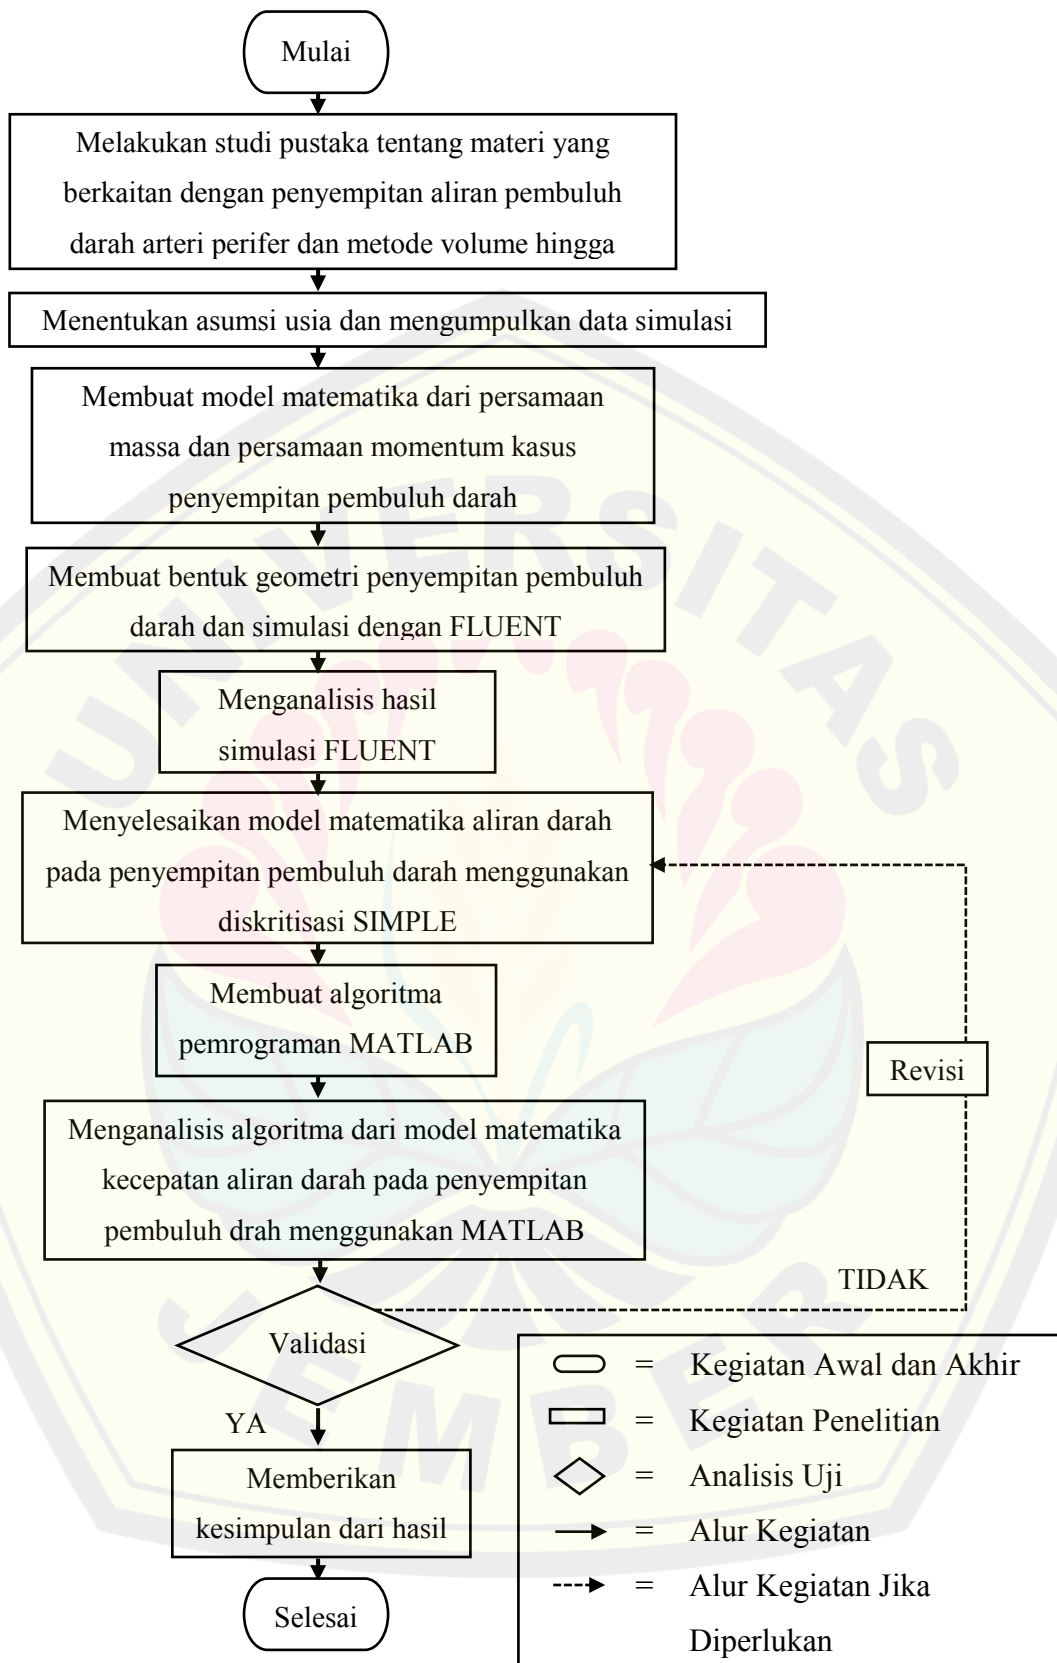 Mulai
Melakukan studi pustaka tentang materi yang
berkaitan dengan penyempitan aliran pembuluh
darah arteri perifer dan metode volume hingga
Menentukan asumsi usia dan mengumpulkan data simulasi
Membuat model matematika dari persamaan
massa dan persamaan momentum kasus
penyempitan pembuluh darah
Membuat bentuk geometri penyempitan pembuluh
darah dan simulasi dengan FLUENT
Menganalisis hasil
simulasi FLUENT
Menyelesaikan model matematika aliran darah
pada penyempitan pembuluh darah menggunakan
diskritisasi SIMPLE
Membuat algoritma
pemrograman MATLAB
Revisi
Menganalisis algoritma dari model matematika
kecepatan aliran darah pada penyempitan
pembuluh drah menggunakan MATLAB
TIDAK
Validasi
YA
Memberikan
kesimpulan dari hasil
Selesai
= Kegiatan Awal dan Akhir
= Kegiatan Penelitian
= Analisis Uji
= Alur Kegiatan
= Alur Kegiatan Jika
Diperlukan
UNIVERSITAS
JEMBER